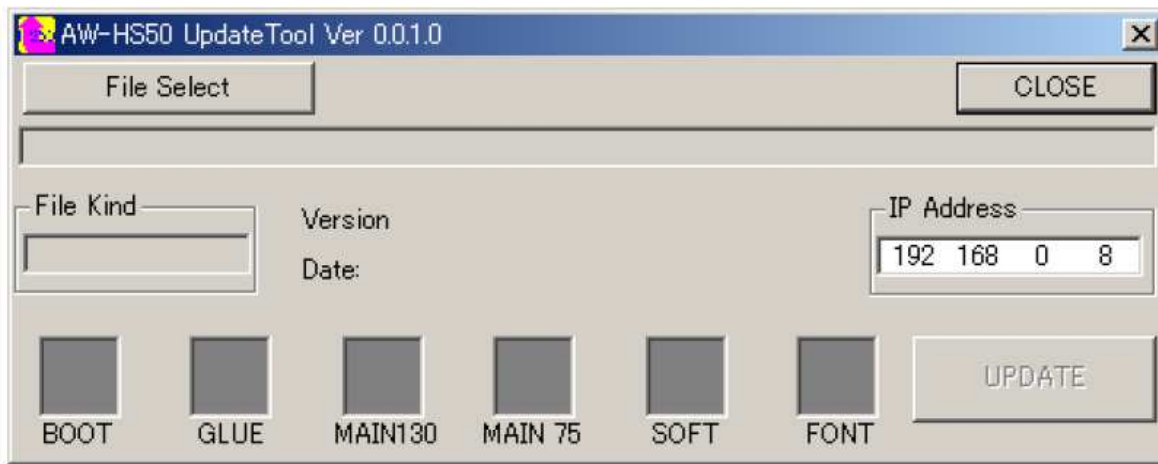 AW-HS50 UpdateTool Ver 0.0.1.0
File Select
CLOSE
File Kind
IP Address
Version
192 168 0 8
Date:
UPDATE
BOOT GLUE MAIN130 MAIN 75 SOFT FONT